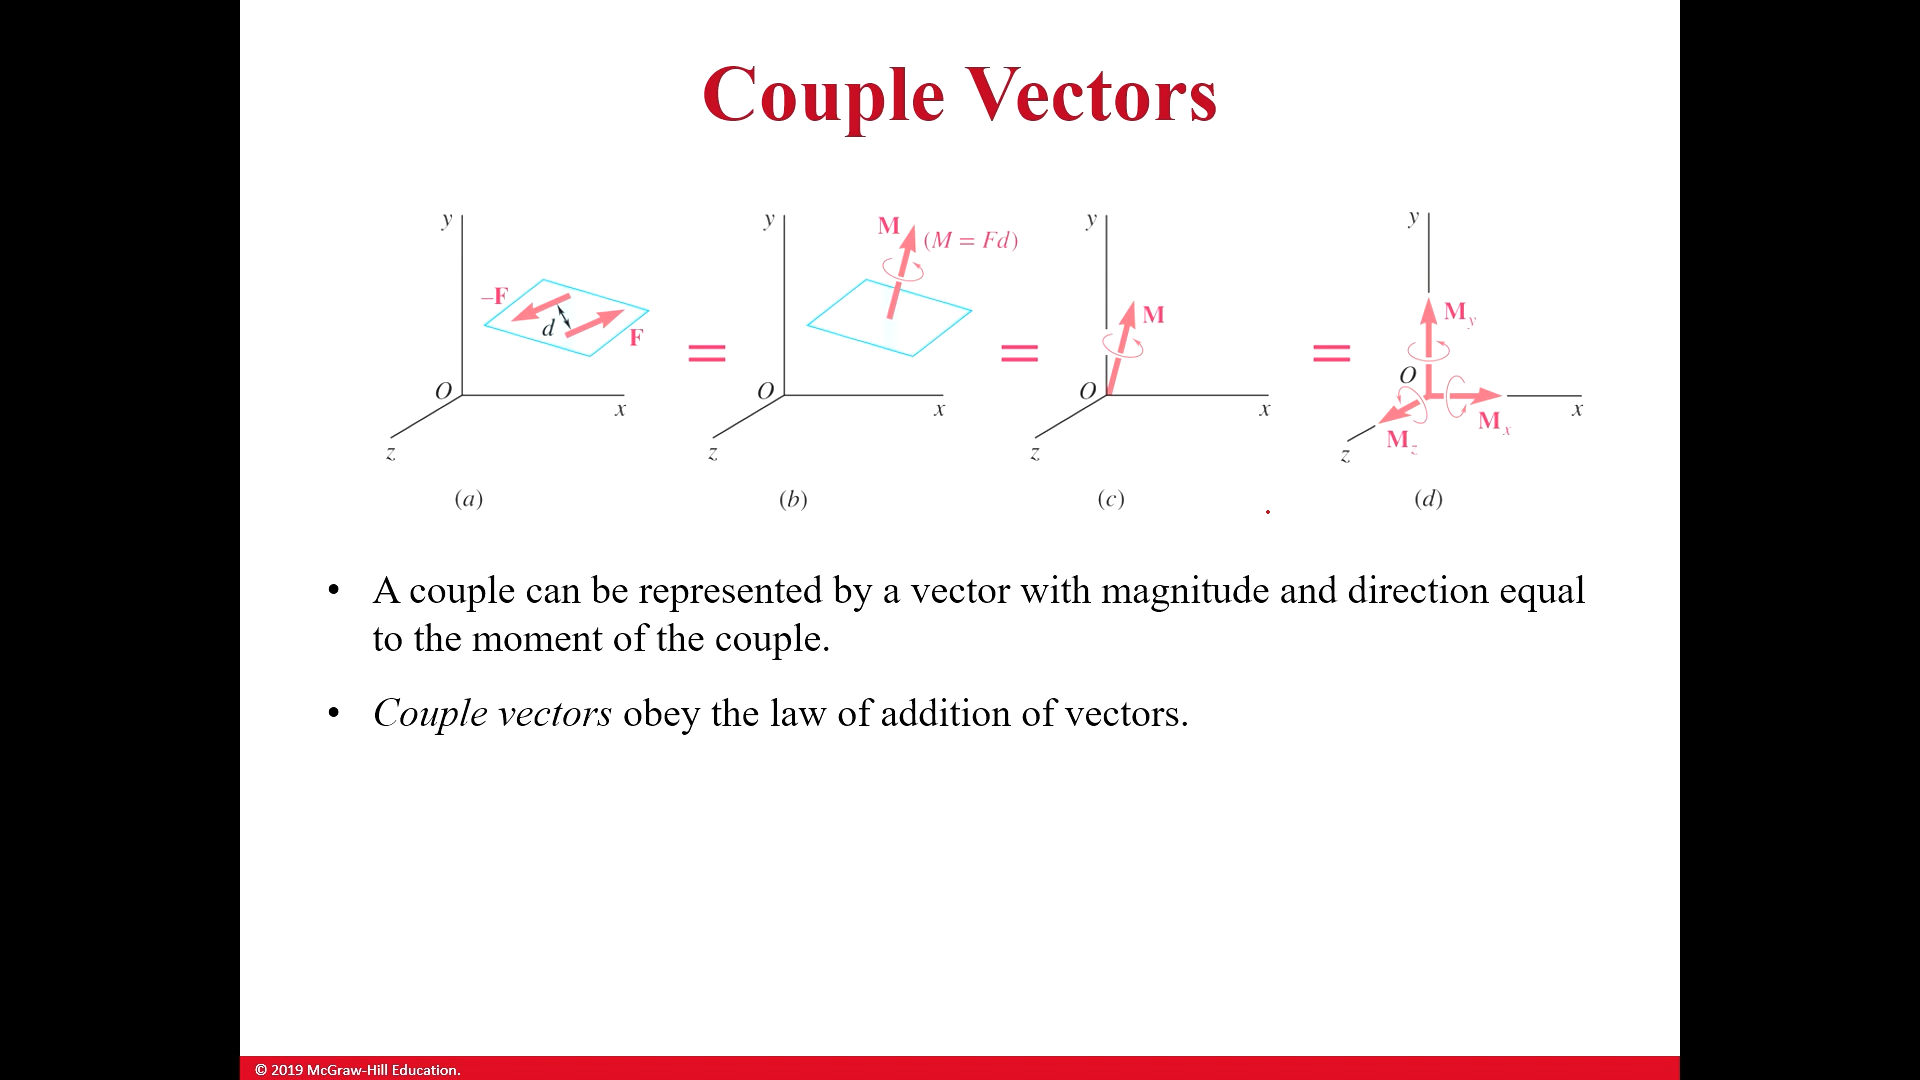 Couple Vectors
y
–F
d
F
O
x
z
(a)
=
y
M
(M = Fd)
O
x
z
(b)
=
y
M
O
x
z
(c)
=
y
My
O
x
Mx
Mz
z
(d)
• A couple can be represented by a vector with magnitude and direction equal
to the moment of the couple.
• Couple vectors obey the law of addition of vectors.
© 2019 McGraw-Hill Education.